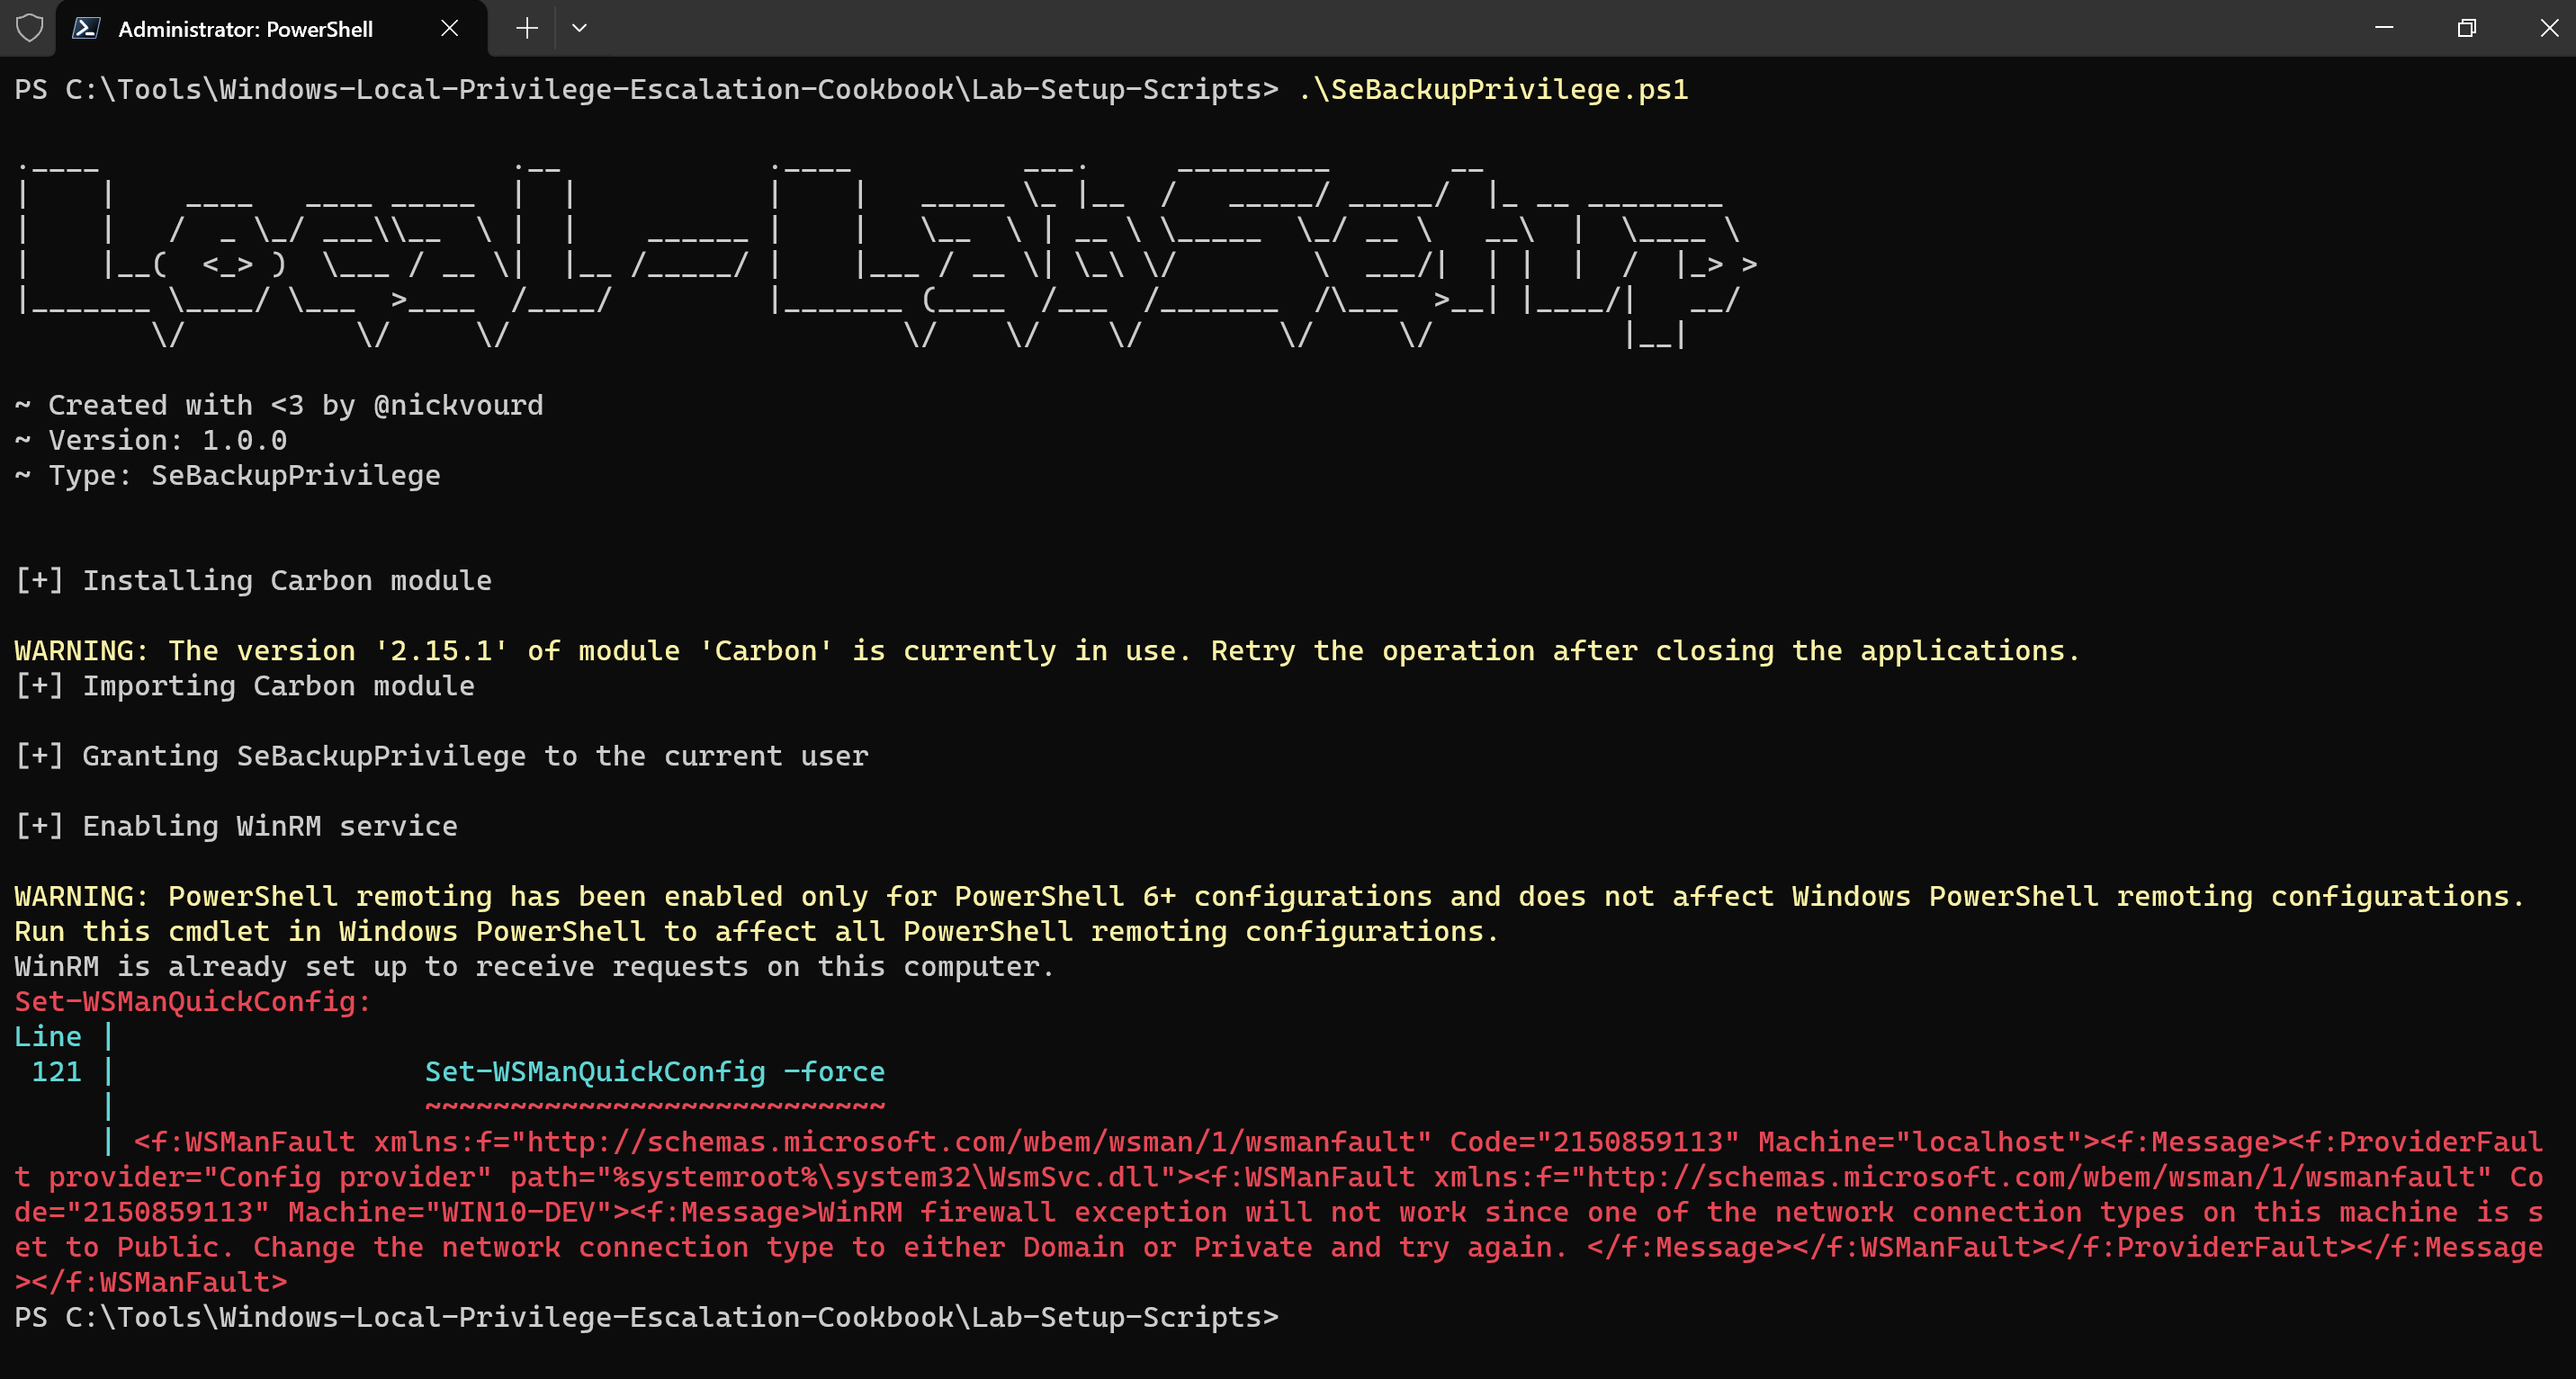 Administrator: PowerShell
PS C:\Tools\Windows-Local-Privilege-Escalation-Cookbook\Lab-Setup-Scripts> .\SeBackupPrivilege.ps1
Local-LabSetup
~ Created with <3 by @nickvourd
~ Version: 1.0.0
~ Type: SeBackupPrivilege
[+] Installing Carbon module
WARNING: The version '2.15.1' of module 'Carbon' is currently in use. Retry the operation after closing the applications.
[+] Importing Carbon module
[+] Granting SeBackupPrivilege to the current user
[+] Enabling WinRM service
WARNING: PowerShell remoting has been enabled only for PowerShell 6+ configurations and does not affect Windows PowerShell remoting configurations.
Run this cmdlet in Windows PowerShell to affect all PowerShell remoting configurations.
WinRM is already set up to receive requests on this computer.
Set-WSManQuickConfig:
Line |
 121 |                  Set-WSManQuickConfig -force
     |                  ~~~~~~~~~~~~~~~~~~~~~~~~~~~
     | <f:WSManFault xmlns:f="http://schemas.microsoft.com/wbem/wsman/1/wsmanfault" Code="2150859113" Machine="localhost"><f:Message><f:ProviderFaul
t provider="Config provider" path="%systemroot%\system32\WsmSvc.dll"><f:WSManFault xmlns:f="http://schemas.microsoft.com/wbem/wsman/1/wsmanfault" Co
de="2150859113" Machine="WIN10-DEV"><f:Message>WinRM firewall exception will not work since one of the network connection types on this machine is s
et to Public. Change the network connection type to either Domain or Private and try again. </f:Message></f:WSManFault></f:ProviderFault></f:Message
></f:WSManFault>
PS C:\Tools\Windows-Local-Privilege-Escalation-Cookbook\Lab-Setup-Scripts>